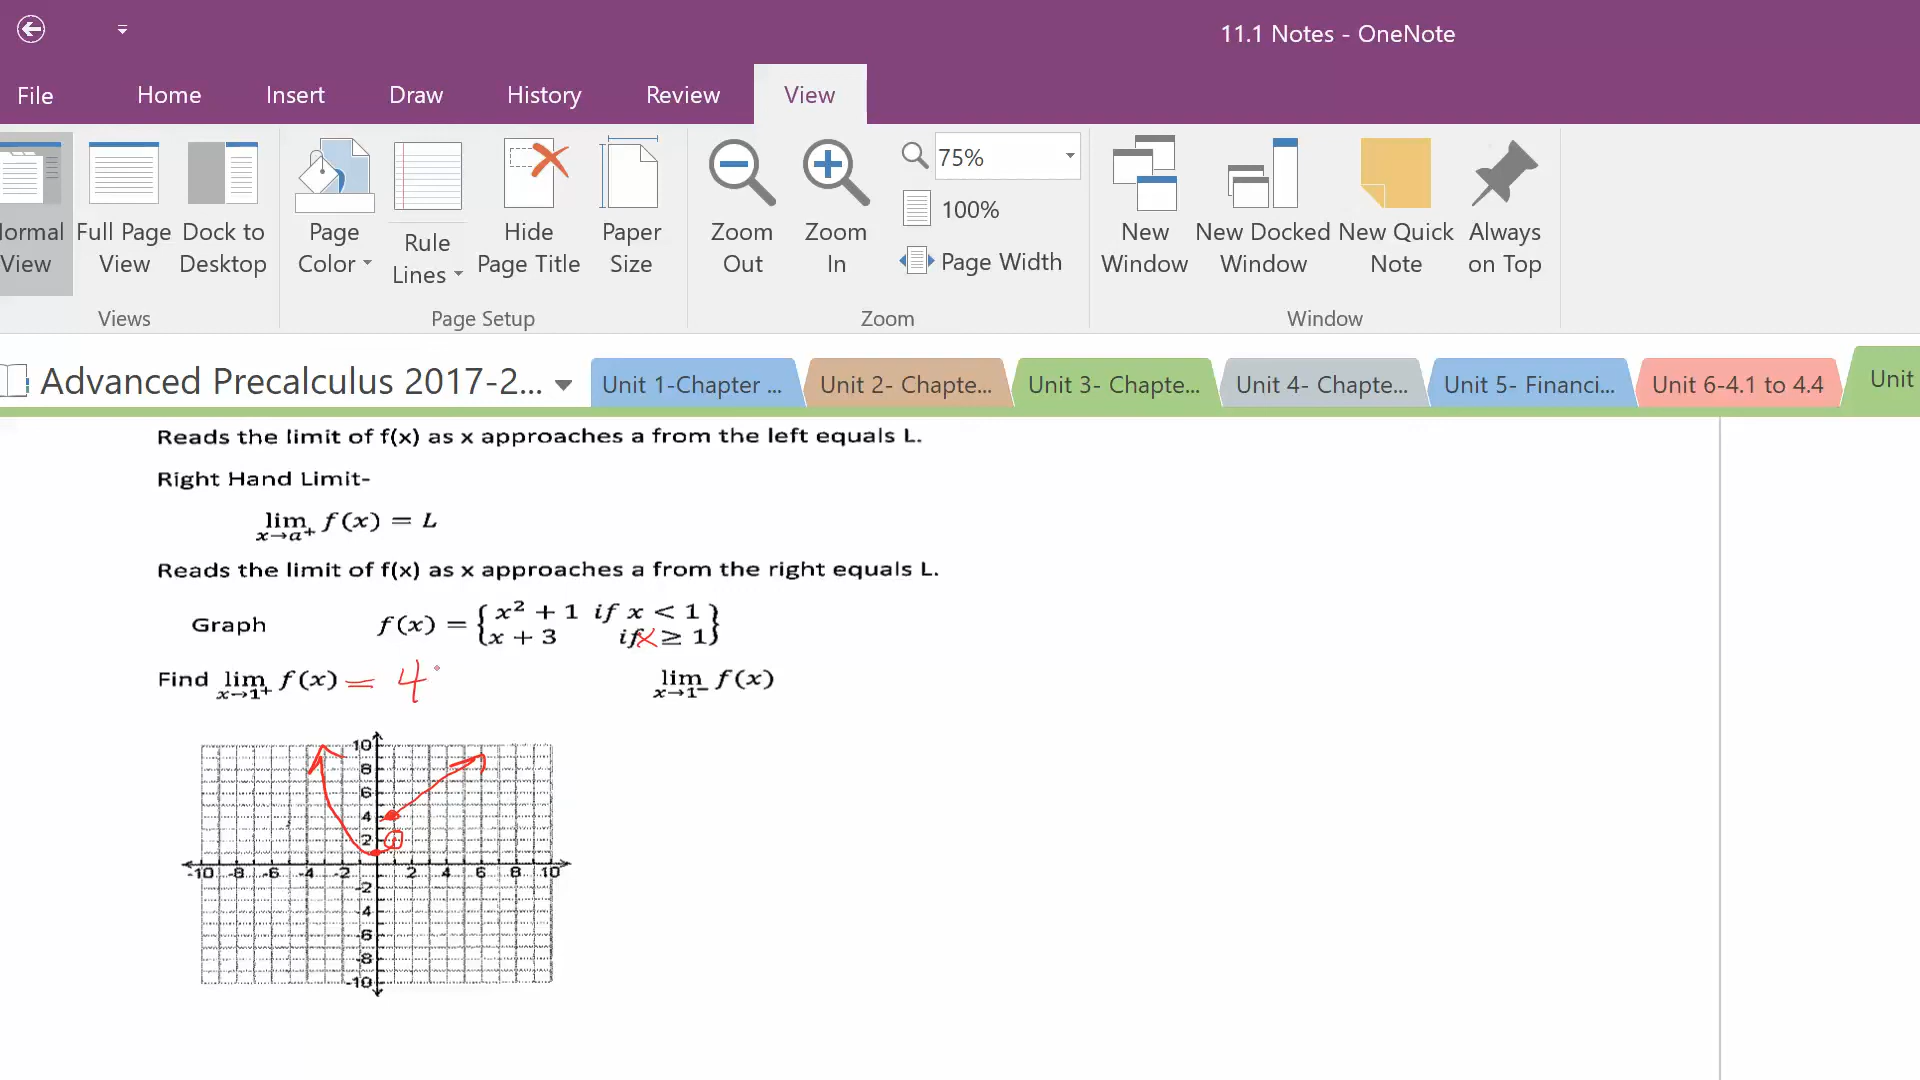 11.1 Notes - OneNote
File Home Insert Draw History Review View
ormal View
Full Page View
Dock to Desktop
Page Color
Rule Lines
Hide Page Title
Paper Size
Zoom Out
Zoom In
75%
100%
Page Width
New Window
New Docked Window
New Quick Note
Always on Top
Views Page Setup Zoom Window
Advanced Precalculus 2017-2... Unit 1-Chapter ... Unit 2- Chapte... Unit 3- Chapte... Unit 4- Chapte... Unit 5- Financi... Unit 6-4.1 to 4.4 Unit
Reads the limit of f(x) as x approaches a from the left equals L.
Right Hand Limit-
lim x→a⁺ f(x) = L
Reads the limit of f(x) as x approaches a from the right equals L.
Graph f(x) = { x² + 1 if x < 1
x + 3 if x ≥ 1 }
Find lim x→1⁺ f(x) = 4 lim x→1⁻ f(x)
10
8
6
4
2
-10 -8 -6 -4 -2 2 4 6 8 10
-2
-4
-6
-8
-10